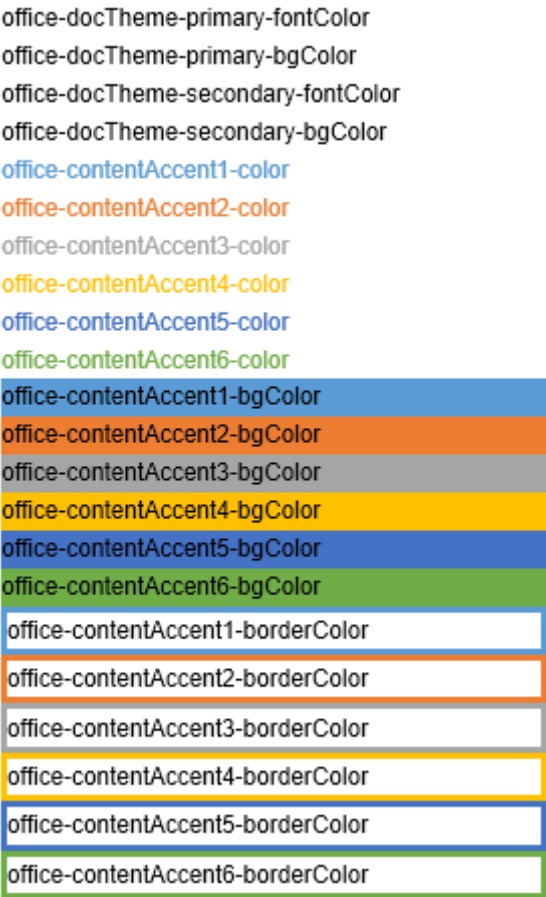 office-docTheme-primary-fontColor
office-docTheme-primary-bgColor
office-docTheme-secondary-fontColor
office-docTheme-secondary-bgColor
office-contentAccent1-color
office-contentAccent2-color
office-contentAccent3-color
office-contentAccent4-color
office-contentAccent5-color
office-contentAccent6-color
office-contentAccent1-bgColor
office-contentAccent2-bgColor
office-contentAccent3-bgColor
office-contentAccent4-bgColor
office-contentAccent5-bgColor
office-contentAccent6-bgColor
office-contentAccent1-borderColor
office-contentAccent2-borderColor
office-contentAccent3-borderColor
office-contentAccent4-borderColor
office-contentAccent5-borderColor
office-contentAccent6-borderColor